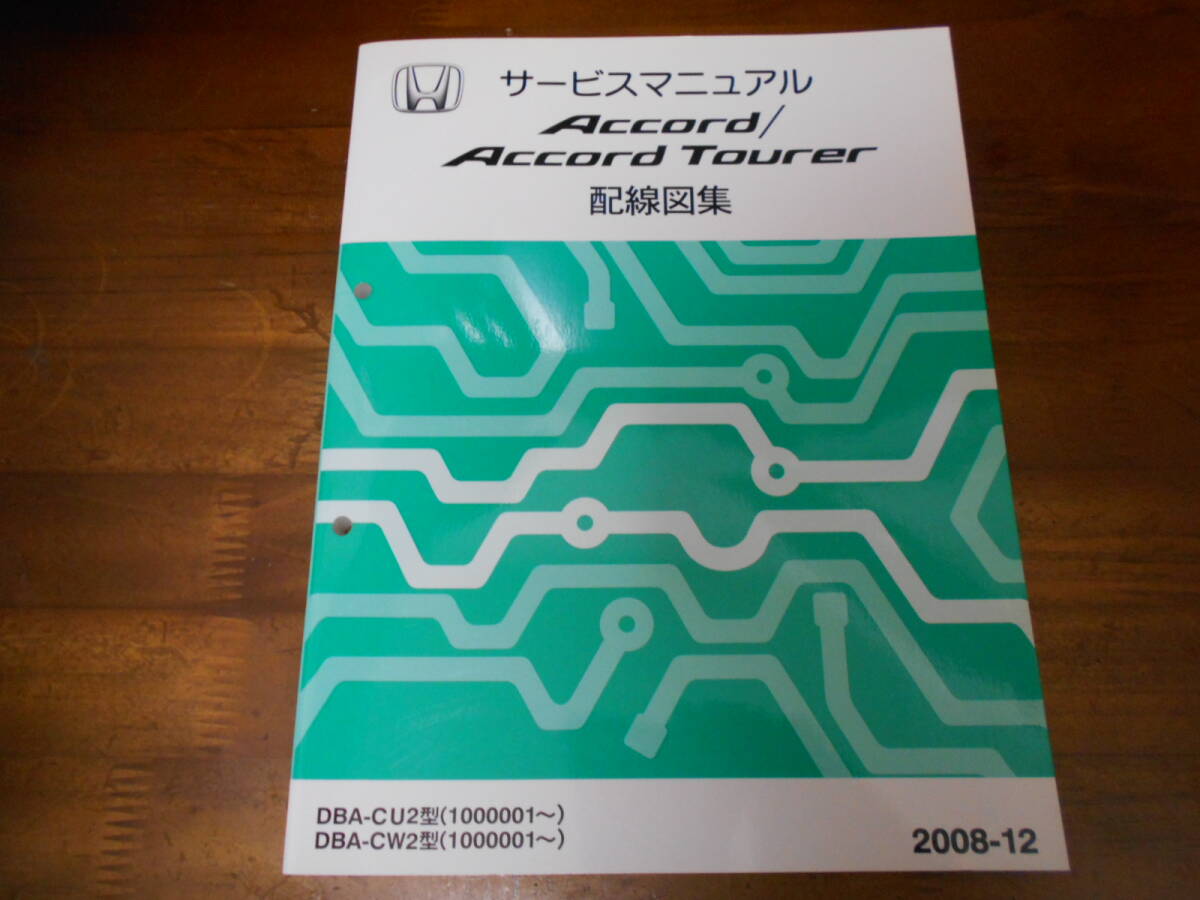 サービスマニュアル
Accord/
Accord Tourer
配線図集
DBA-CU2型(1000001～)
DBA-CW2型(1000001～)
2008-12